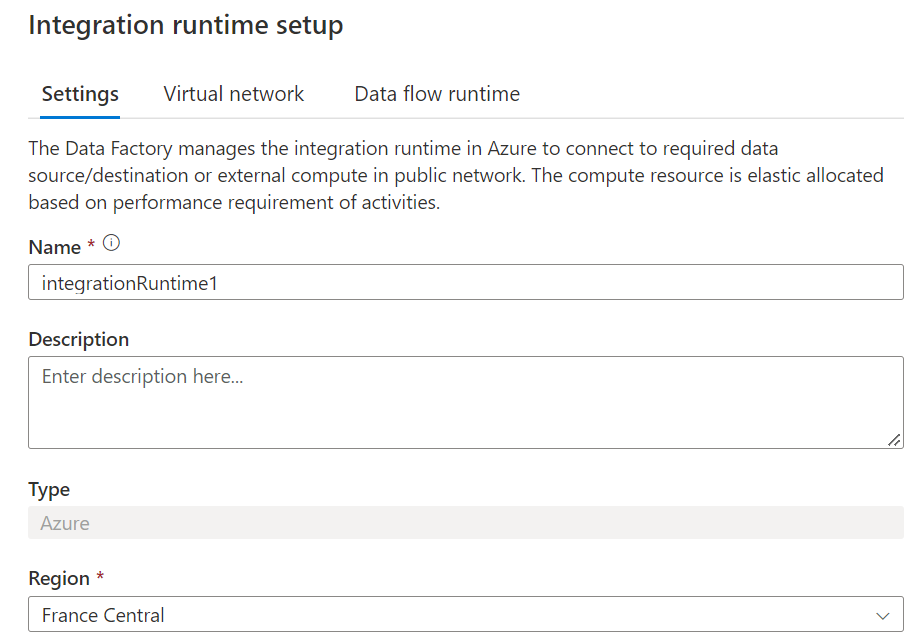 Integration runtime setup
Settings Virtual network Data flow runtime
The Data Factory manages the integration runtime in Azure to connect to required data
source/destination or external compute in public network. The compute resource is elastic allocated
based on performance requirement of activities.
Name *
integrationRuntime1
Description
Enter description here...
Type
Azure
Region *
France Central